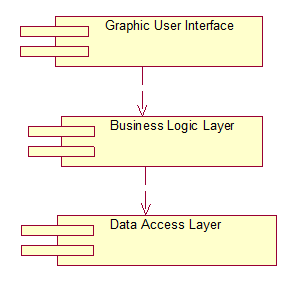 Graphic User Interface
Business Logic Layer
Data Access Layer